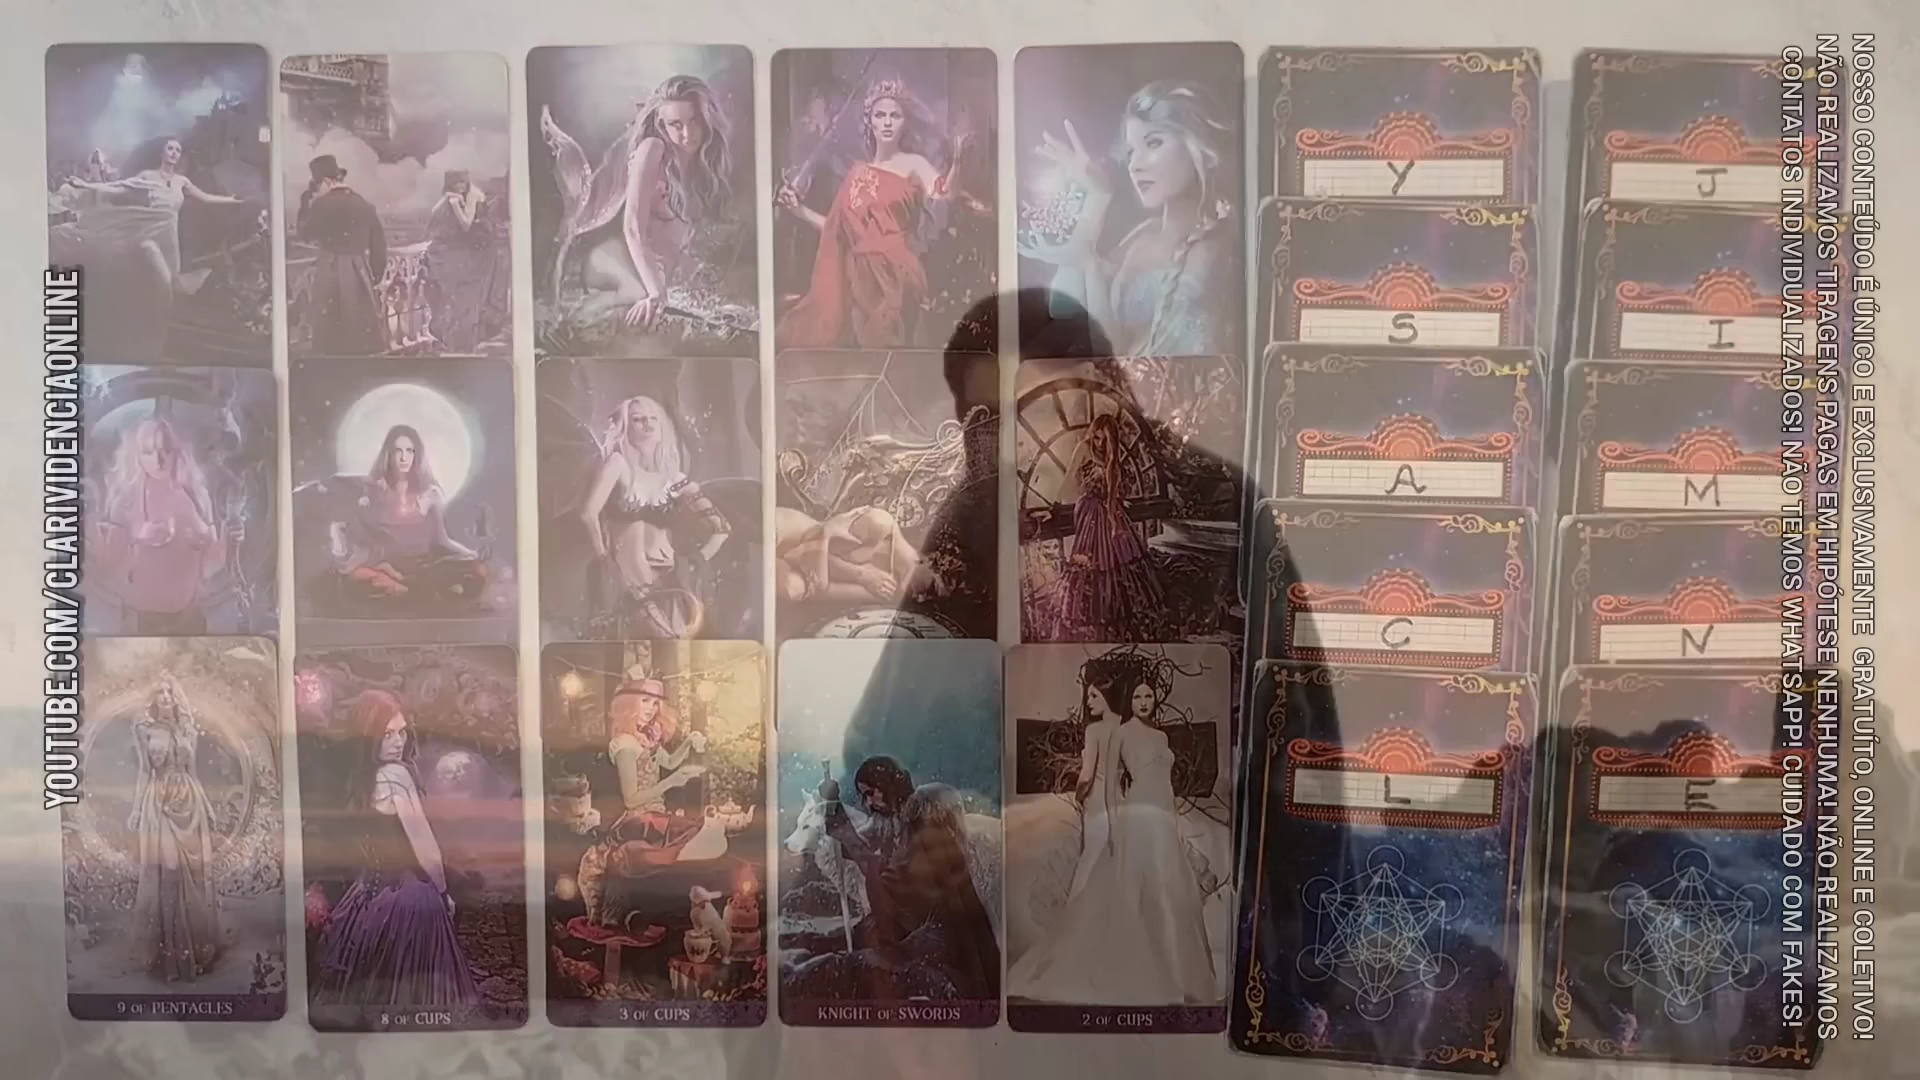 YOUTUBE.COM/CLARIVIDENCIAONLINE
9 OF PENTACLES
8 OF CUPS
3 OF CUPS
KNIGHT OF SWORDS
2 OF CUPS
Y
S
A
C
L
J
I
M
N
E
NOSSO CONTEÚDO É ÚNICO E EXCLUSIVAMENTE GRATUÍTO, ONLINE E COLETIVO!
NÃO REALIZAMOS TIRAGENS PAGAS EM HIPÓTESE NENHUMA! NÃO REALIZAMOS
CONTATOS INDIVIDUALIZADOS! NÃO TEMOS WHATSAPP! CUIDADO COM FAKES!